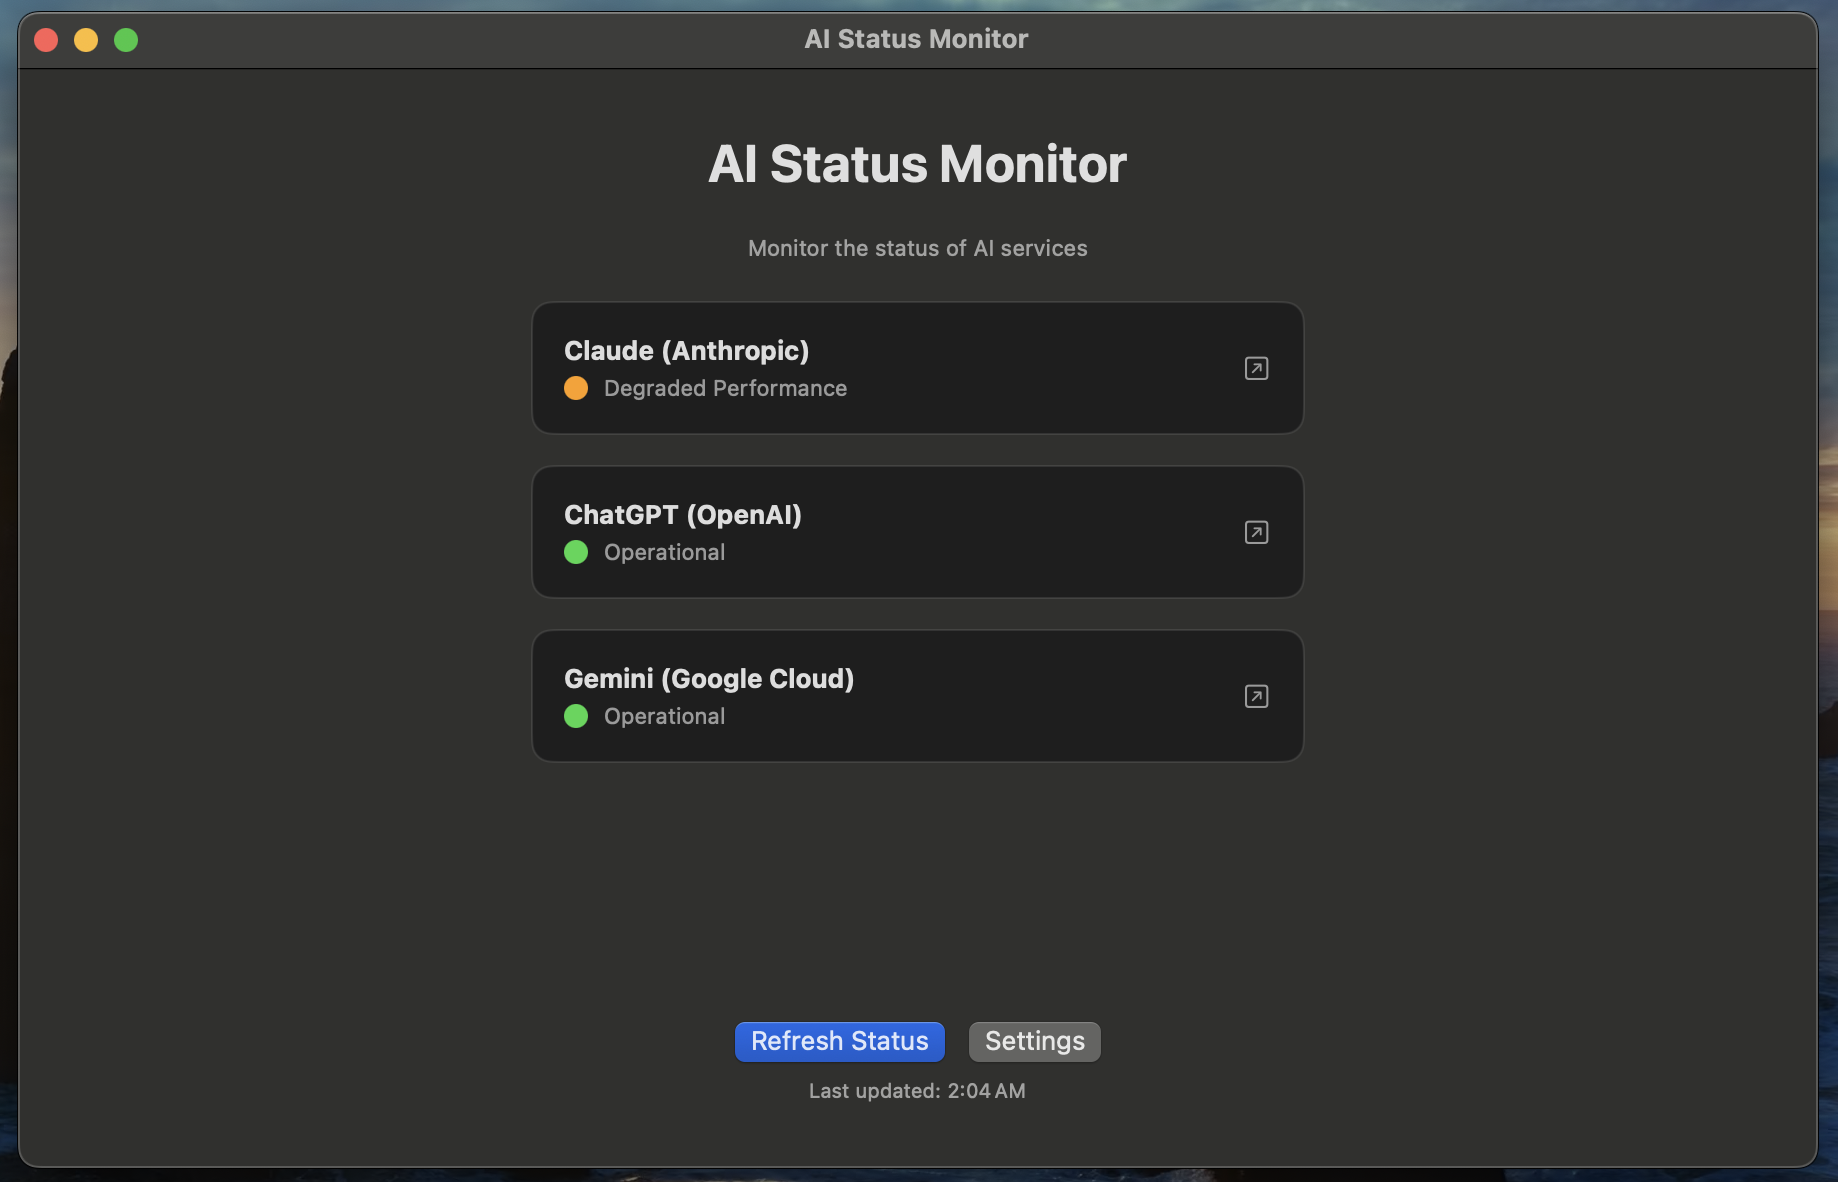 AI Status Monitor
AI Status Monitor
Monitor the status of AI services
Claude (Anthropic)
Degraded Performance
ChatGPT (OpenAI)
Operational
Gemini (Google Cloud)
Operational
Refresh Status
Settings
Last updated: 2:04 AM